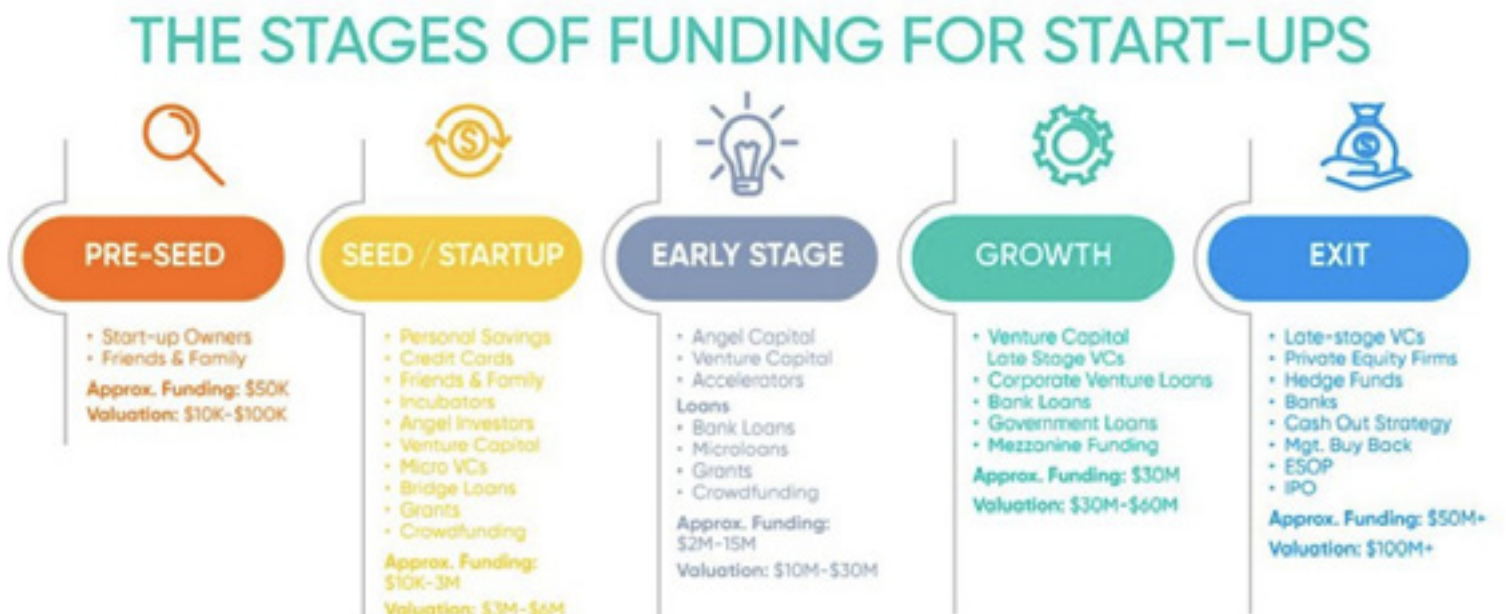 THE STAGES OF FUNDING FOR START-UPS
PRE-SEED
• Start-up Owners
• Friends & Family
Approx. Funding: $50K
Valuation: $10K-$100K
SEED / STARTUP
• Personal Savings
• Credit Cards
• Friends & Family
• Incubators
• Angel Investors
• Venture Capital
• Micro VCs
• Bridge Loans
• Grants
• Crowdfunding
Approx. Funding:
$10K-3M
Valuation: $3M-$6M
EARLY STAGE
• Angel Capital
• Venture Capital
• Accelerators
Loans
• Bank Loans
• Microloans
• Grants
• Crowdfunding
Approx. Funding:
$2M-15M
Valuation: $10M-$30M
GROWTH
• Venture Capital
Late Stage VCs
• Corporate Venture Loans
• Bank Loans
• Government Loans
• Mezzanine Funding
Approx. Funding: $30M
Valuation: $30M-$60M
EXIT
• Late-stage VCs
• Private Equity Firms
• Hedge Funds
• Banks
• Cash Out Strategy
• Mgt. Buy Back
• ESOP
• IPO
Approx. Funding: $50M+
Valuation: $100M+